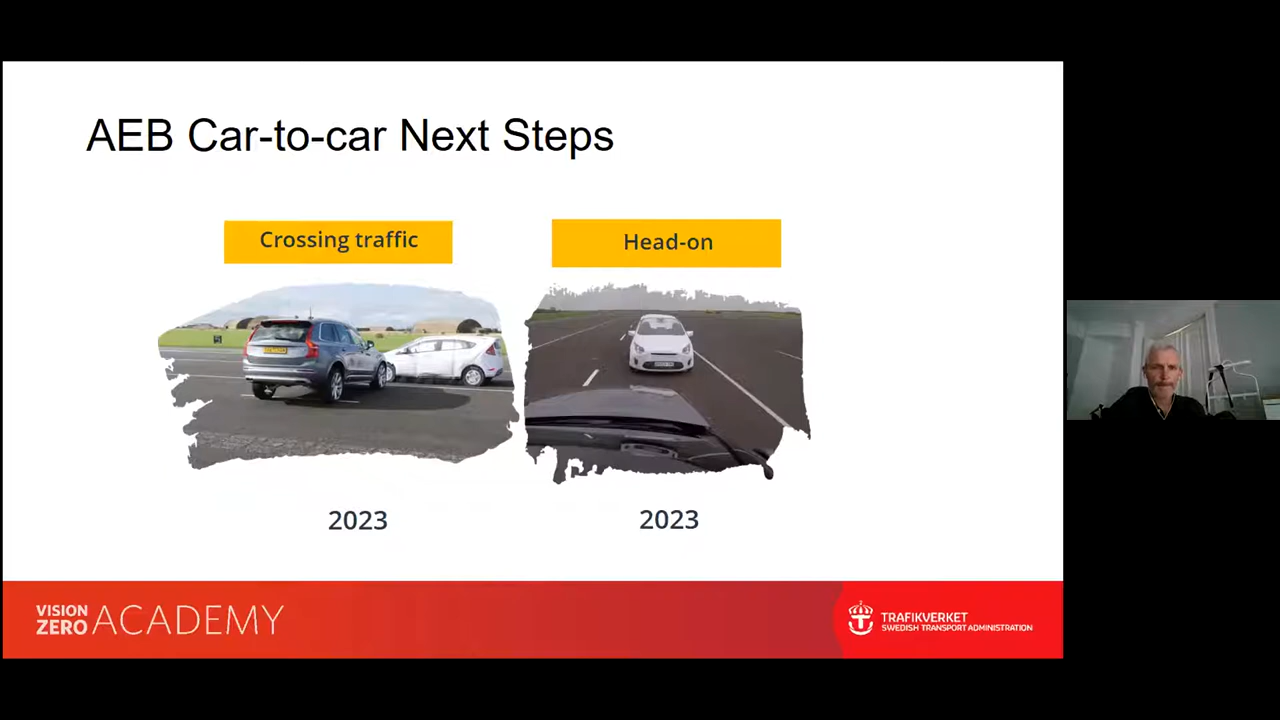 AEB Car-to-car Next Steps
Crossing traffic
Head-on
2023
2023
VISION
ZERO ACADEMY
TRAFIKVERKET
SWEDISH TRANSPORT ADMINISTRATION